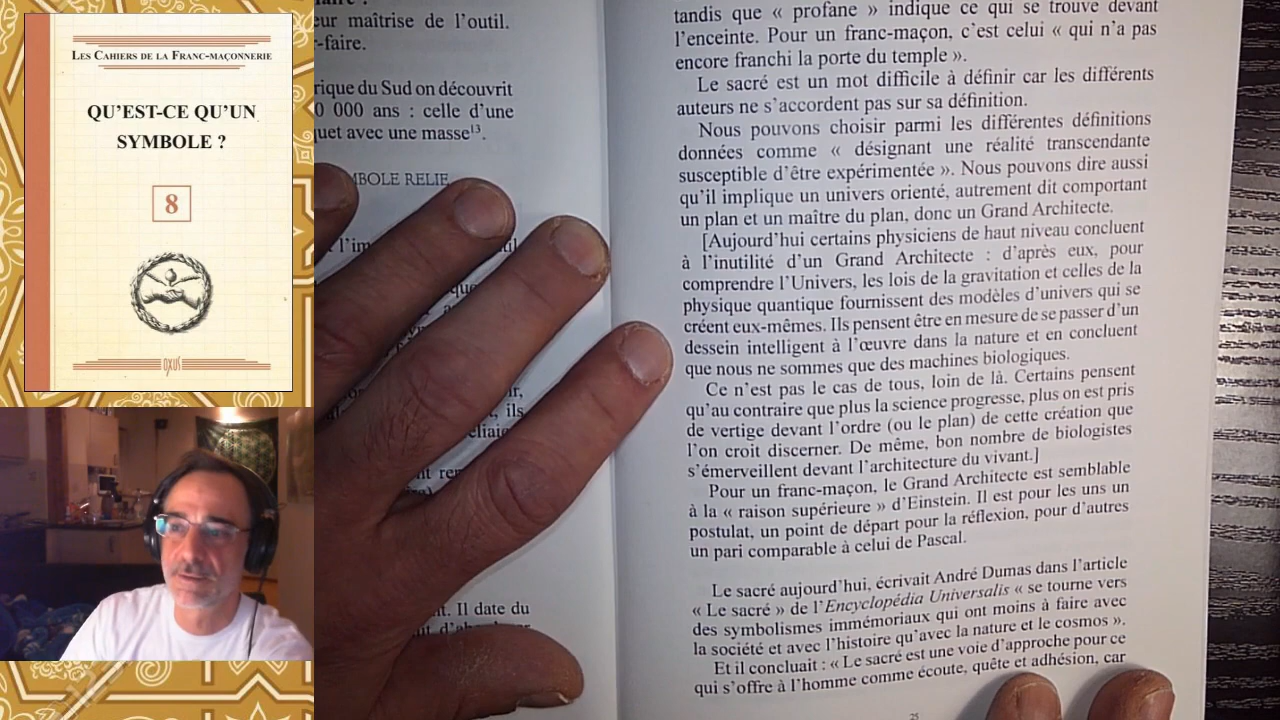 LES CAHIERS DE LA FRANC-MAÇONNERIE
QU'EST-CE QU'UN
SYMBOLE ?
8
OXUS
eur maîtrise de l'outil.
-faire.
rique du Sud on découvrit
0 000 ans : celle d'une
quet avec une masse¹³.
MBOLE RELIE
Il date du
tandis que « profane » indique ce qui se trouve devant
l'enceinte. Pour un franc-maçon, c'est celui « qui n'a pas
encore franchi la porte du temple ».
Le sacré est un mot difficile à définir car les différents
auteurs ne s'accordent pas sur sa définition.
Nous pouvons choisir parmi les différentes définitions
données comme « désignant une réalité transcendante
susceptible d'être expérimentée ». Nous pouvons dire aussi
qu'il implique un univers orienté, autrement dit comportant
un plan et un maître du plan, donc un Grand Architecte.
[Aujourd'hui certains physiciens de haut niveau concluent
à l'inutilité d'un Grand Architecte : d'après eux, pour
comprendre l'Univers, les lois de la gravitation et celles de la
physique quantique fournissent des modèles d'univers qui se
créent eux-mêmes. Ils pensent être en mesure de se passer d'un
dessein intelligent à l'œuvre dans la nature et en concluent
que nous ne sommes que des machines biologiques.
Ce n'est pas le cas de tous, loin de là. Certains pensent
qu'au contraire que plus la science progresse, plus on est pris
de vertige devant l'ordre (ou le plan) de cette création que
l'on croit discerner. De même, bon nombre de biologistes
s'émerveillent devant l'architecture du vivant.]
Pour un franc-maçon, le Grand Architecte est semblable
à la « raison supérieure » d'Einstein. Il est pour les uns un
postulat, un point de départ pour la réflexion, pour d'autres
un pari comparable à celui de Pascal.
Le sacré aujourd'hui, écrivait André Dumas dans l'article
« Le sacré » de l'Encyclopédia Universalis « se tourne vers
des symbolismes immémoriaux qui ont moins à faire avec
la société et avec l'histoire qu'avec la nature et le cosmos ».
Et il concluait : « Le sacré est une voie d'approche pour ce
qui s'offre à l'homme comme écoute, quête et adhésion, car
25